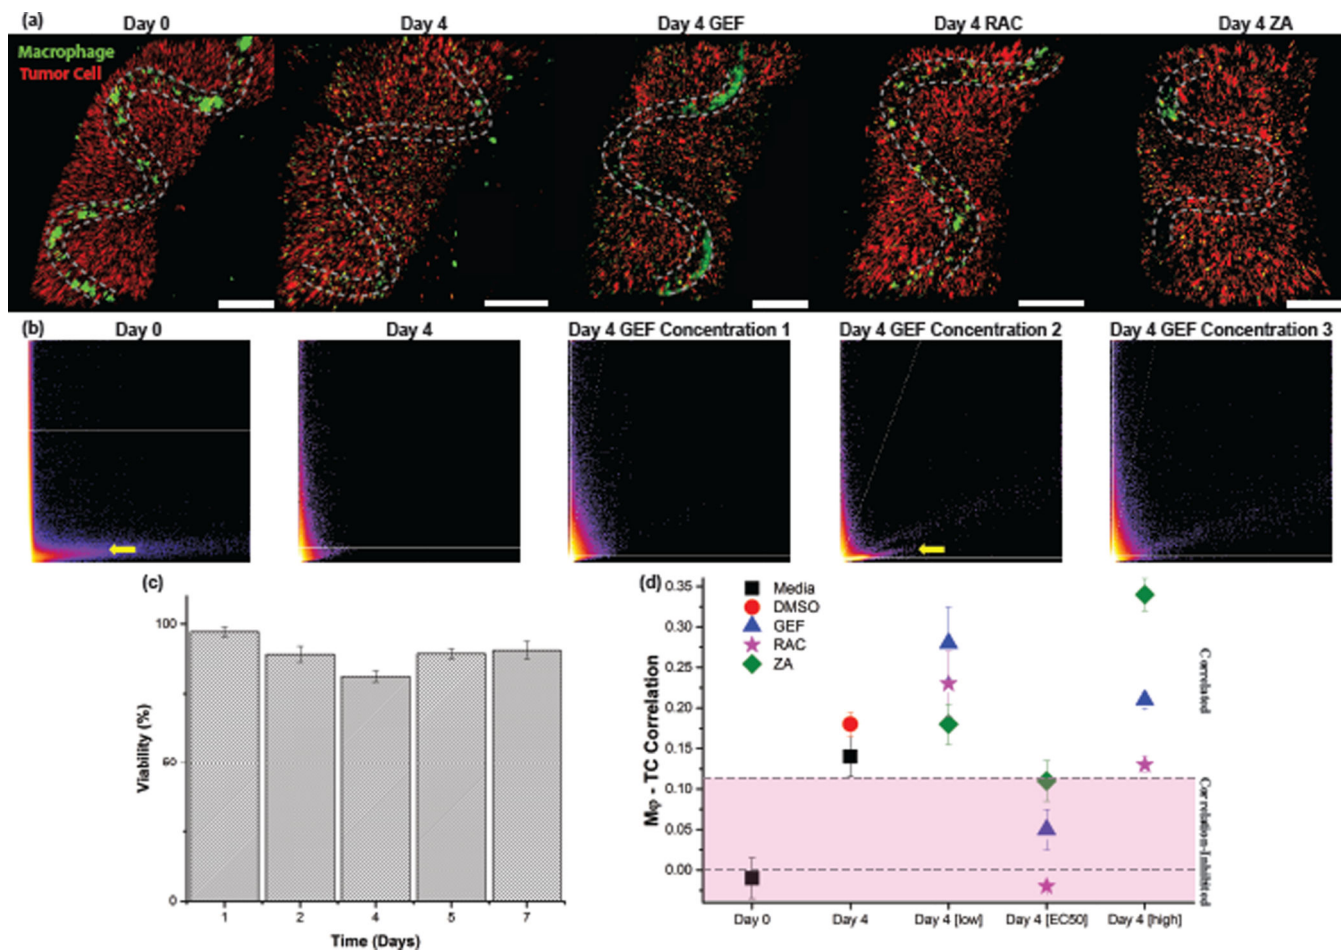 (a) Day 0 Day 4 Day 4 GEF Day 4 RAC Day 4 ZA
Macrophage
Tumor Cell
(b) Day 0 Day 4 Day 4 GEF Concentration 1 Day 4 GEF Concentration 2 Day 4 GEF Concentration 3
(c)
100
50
0
Viability (%)
1 2 4 5 7
Time (Days)
(d)
Media
DMSO
GEF
RAC
ZA
0.35
0.30
0.25
0.20
0.15
0.10
0.05
0.00
Mφ - TC Correlation
Correlated
Correlation-Inhibited
Day 0 Day 4 Day 4 [low] Day 4 [EC50] Day 4 [high]